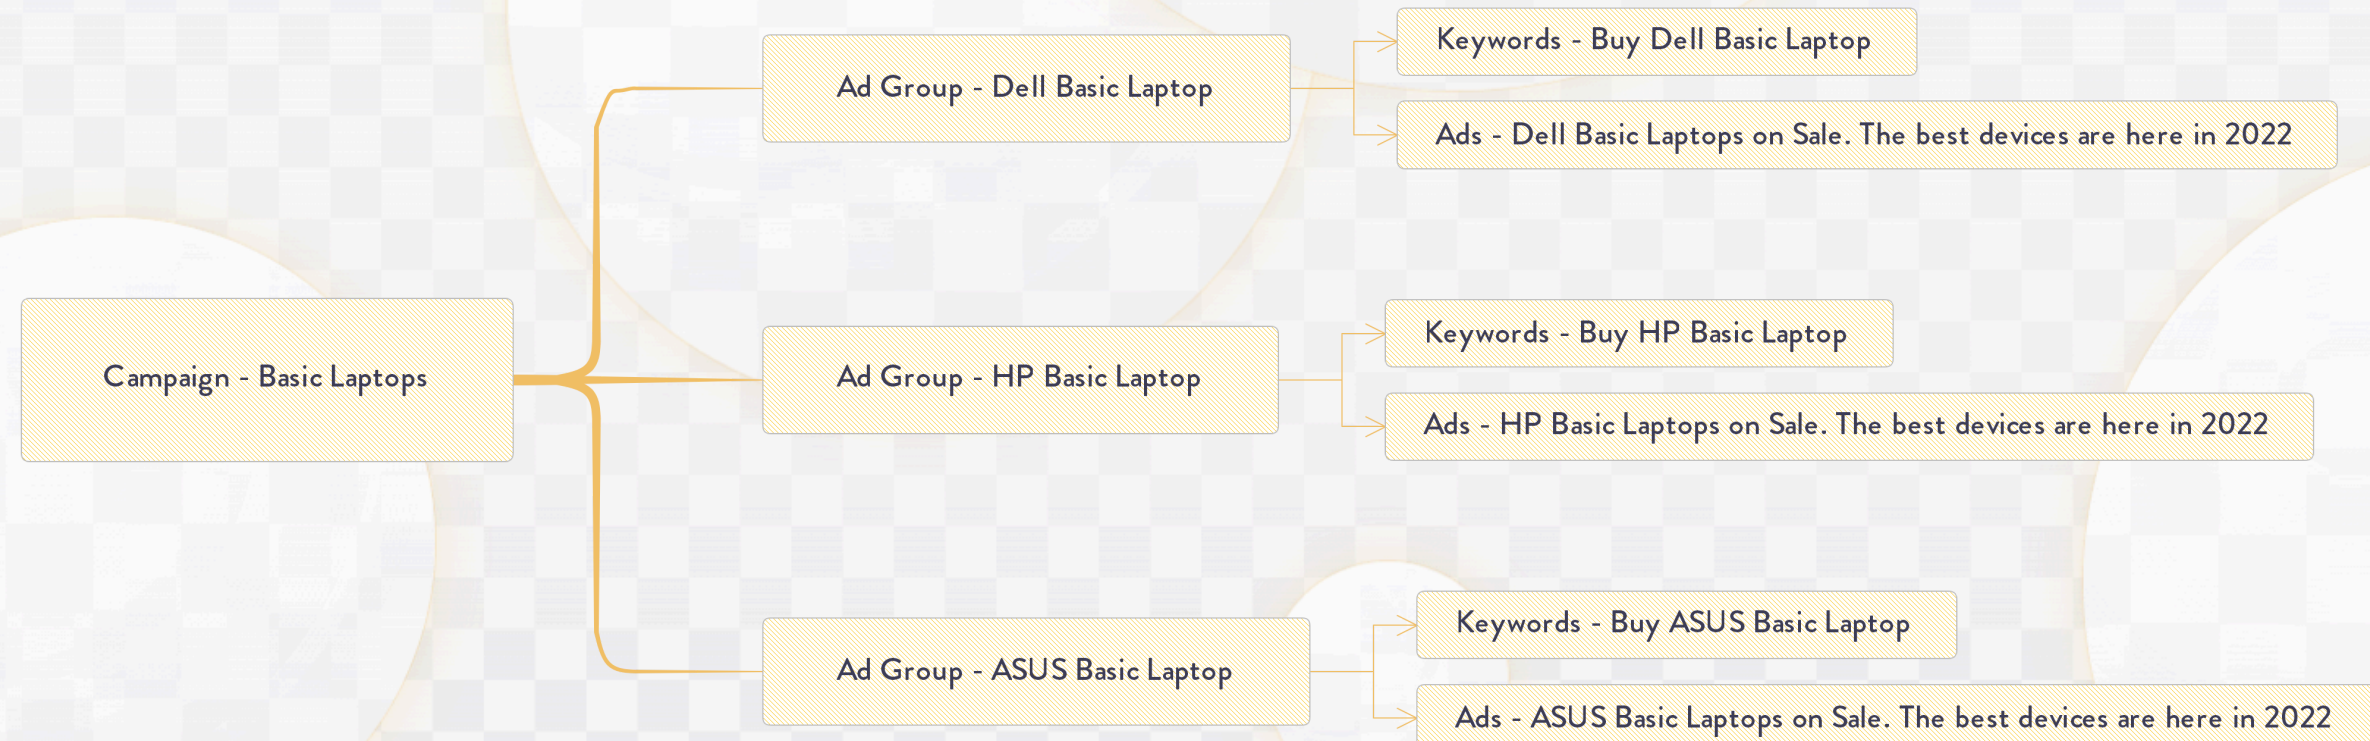 Campaign - Basic Laptops
Ad Group - Dell Basic Laptop
Keywords - Buy Dell Basic Laptop
Ads - Dell Basic Laptops on Sale. The best devices are here in 2022
Ad Group - HP Basic Laptop
Keywords - Buy HP Basic Laptop
Ads - HP Basic Laptops on Sale. The best devices are here in 2022
Ad Group - ASUS Basic Laptop
Keywords - Buy ASUS Basic Laptop
Ads - ASUS Basic Laptops on Sale. The best devices are here in 2022